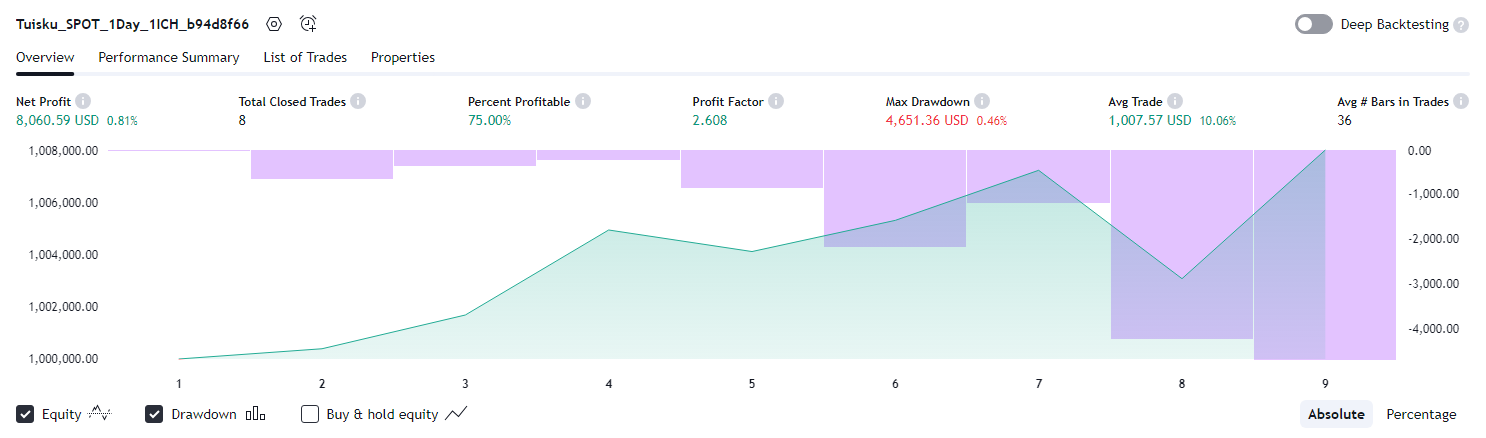 Tuisku_SPOT_1Day_1ICH_b94d8f66
Deep Backtesting
Overview Performance Summary List of Trades Properties
Net Profit Total Closed Trades Percent Profitable Profit Factor Max Drawdown Avg Trade Avg # Bars in Trades
8,060.59 USD 0.81% 8 75.00% 2.608 4,651.36 USD 0.46% 1,007.57 USD 10.06% 36
1,008,000.00 0.00
1,006,000.00 -1,000.00
1,004,000.00 -2,000.00
1,002,000.00 -3,000.00
1,000,000.00 -4,000.00
1 2 3 4 5 6 7 8 9
Equity Drawdown Buy & hold equity Absolute Percentage